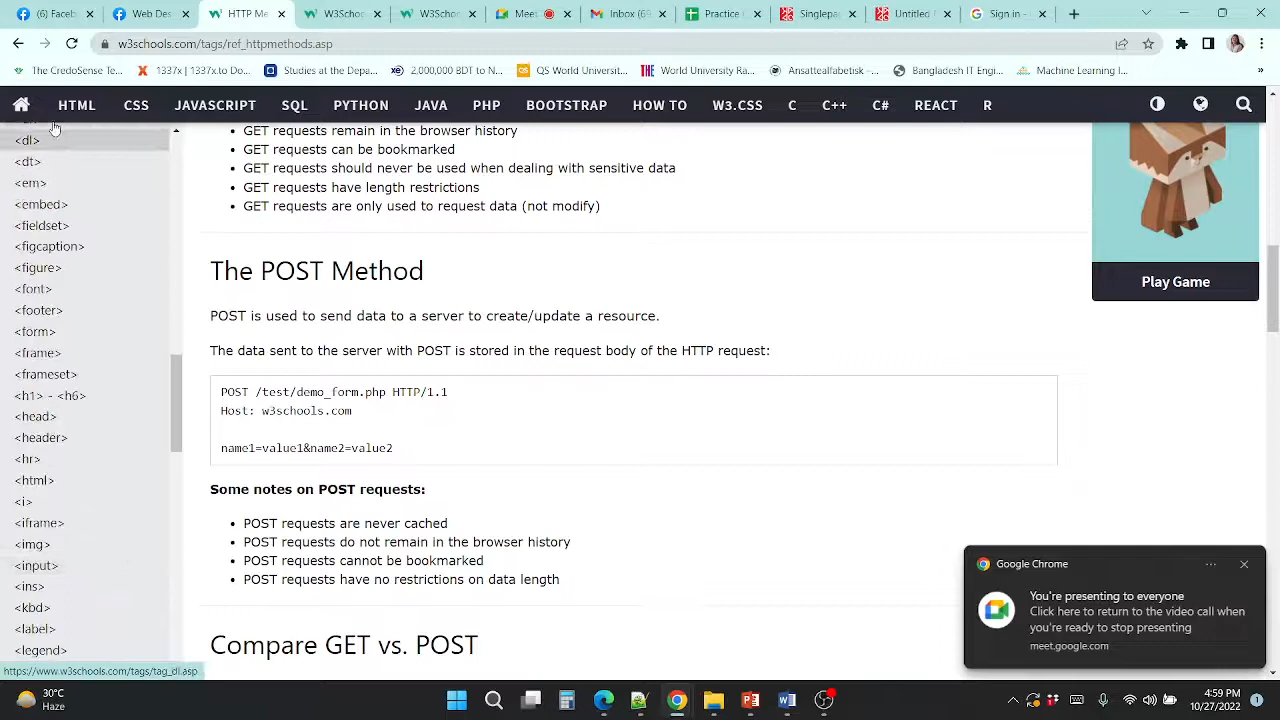 (6) Faceb
Web Des
HTTP Me
W3School
W3Schoo
Meet
Inbox (69
Practice (
Singlepa
Untitled (
Sign in -
w3schools.com/tags/ref_httpmethods.asp
The CredoSense Te...
1337x | 1337x.to Do...
Studies at the Depa...
2,000,000 BDT to N...
QS World Universit...
World University Ra...
Ansattealfabetisk -...
Bangladesh IT Engi...
Machine Learning I...
»
HTML CSS JAVASCRIPT SQL PYTHON JAVA PHP BOOTSTRAP HOW TO W3.CSS C C++ C# REACT R
<dl>
<dt>
<em>
<embed>
<fieldset>
<figcaption>
<figure>
<font>
<footer>
<form>
<frame>
<frameset>
<h1> - <h6>
<head>
<header>
<hr>
<html>
<i>
<iframe>
<img>
<input>
<ins>
<kbd>
<label>
<legend>
https://www.w3schools.com/tags/tag_dl.asp
• GET requests remain in the browser history
• GET requests can be bookmarked
• GET requests should never be used when dealing with sensitive data
• GET requests have length restrictions
• GET requests are only used to request data (not modify)
The POST Method
POST is used to send data to a server to create/update a resource.
The data sent to the server with POST is stored in the request body of the HTTP request:
POST /test/demo_form.php HTTP/1.1
Host: w3schools.com
name1=value1&name2=value2
Some notes on POST requests:
• POST requests are never cached
• POST requests do not remain in the browser history
• POST requests cannot be bookmarked
• POST requests have no restrictions on data length
Compare GET vs. POST
Play Game
Google Chrome
You're presenting to everyone
Click here to return to the video call when
you're ready to stop presenting
meet.google.com
30°C
Haze
4:59 PM
10/27/2022